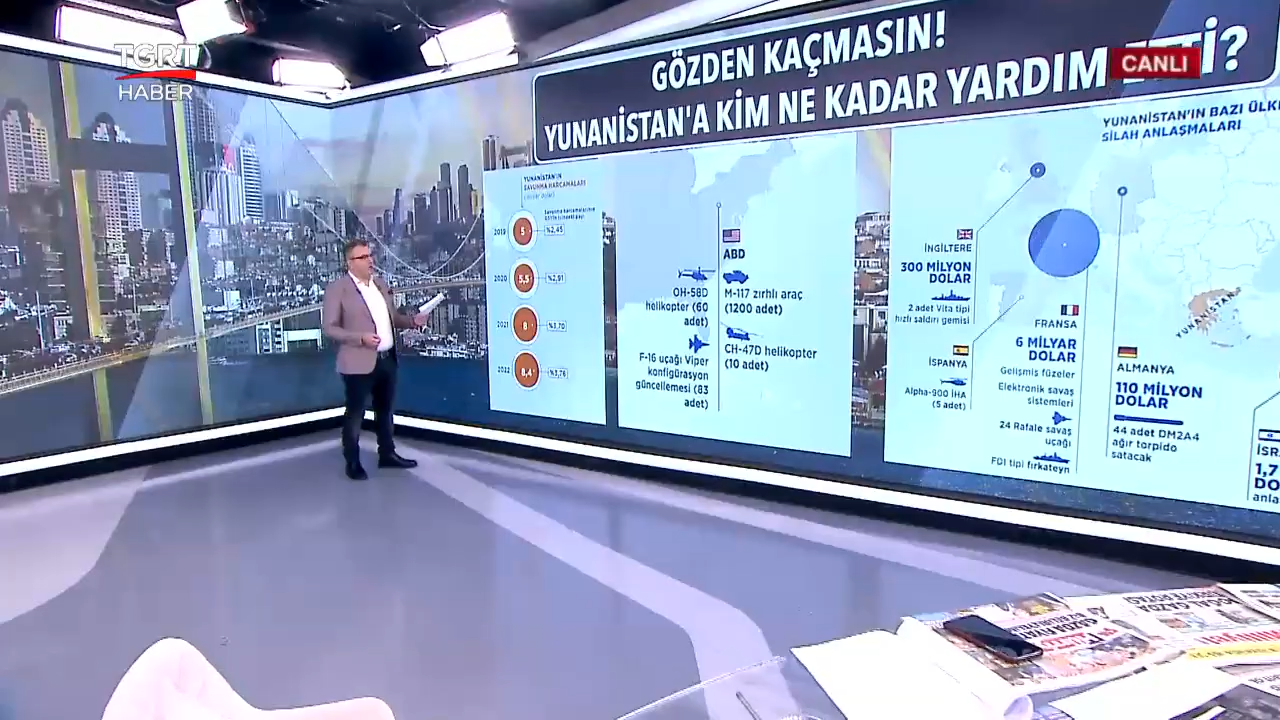 TGRT
HABER
CANLI
GÖZDEN KAÇMASIN!
YUNANİSTAN'A KİM NE KADAR YARDIM ETTİ?
YUNANİSTAN'IN
SAVUNMA HARCAMALARI
2019
5
%2,45
2020
5,5
%2,91
2021
8
%3,70
2022
8,4
%3,76
ABD
OH-58D
helikopter (60
adet)
M-117 zırhlı araç
(1200 adet)
F-16 uçağı Viper
konfigürasyon
güncellemesi (83
adet)
CH-47D helikopter
(10 adet)
YUNANİSTAN'IN BAZI
SİLAH ANLAŞMALARI
İNGİLTERE
300 MİLYON
DOLAR
2 adet Vita tipi
hızlı saldırı gemisi
İSPANYA
Alpha-900 İHA
(5 adet)
FRANSA
6 MİLYAR
DOLAR
Gelişmiş füzeler
Elektronik savaş
sistemleri
24 Rafale savaş
uçağı
FDI tipi fırkateyn
ALMANYA
110 MİLYON
DOLAR
44 adet DM2A4
ağır torpido
satacak
YUNANİSTAN
İSR
1,7
DO
anla